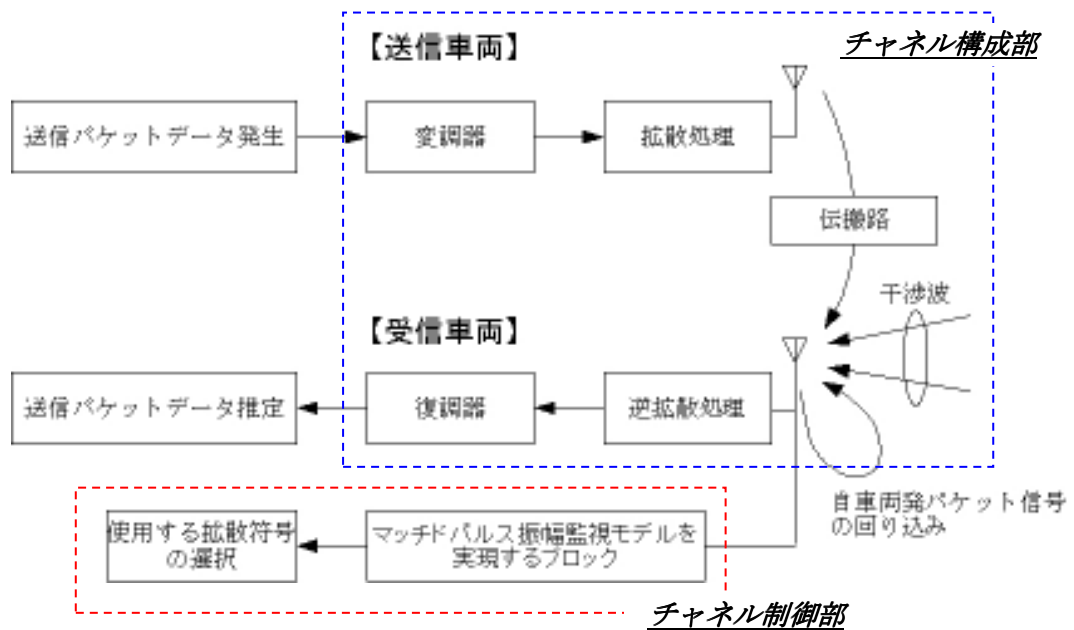 【送信車両】
チャネル構成部
送信パケットデータ発生
変調器
拡散処理
伝搬路
干渉波
【受信車両】
送信パケットデータ推定
復調器
逆拡散処理
自車両発パケット信号
の回り込み
使用する拡散符号
の選択
マッチドパルス振幅監視モデルを
実現するブロック
チャネル制御部